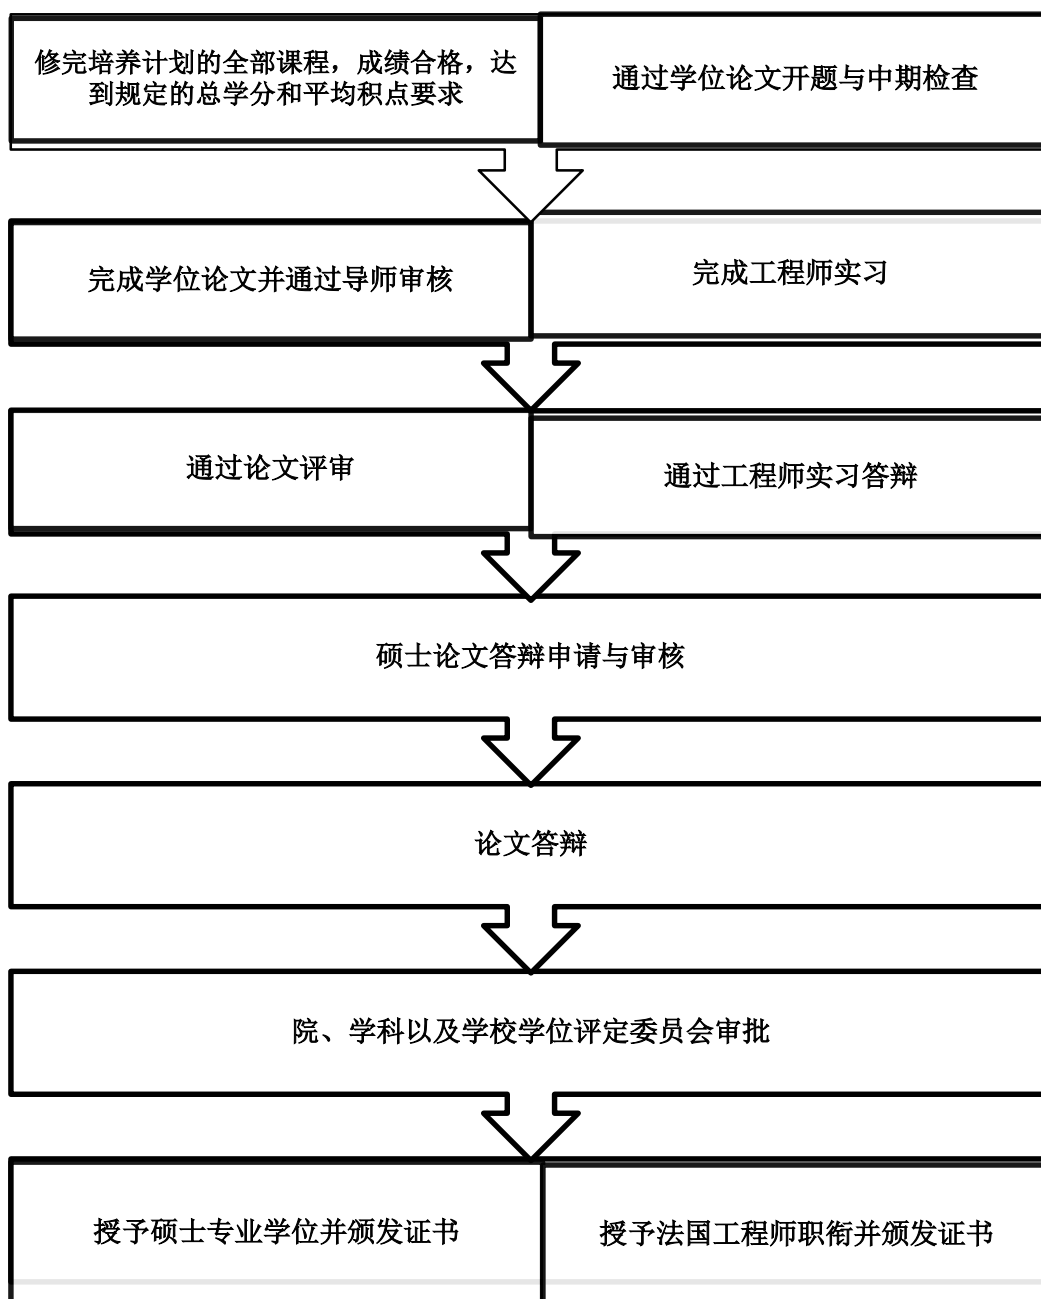 修完培养计划的全部课程，成绩合格，达
到规定的总学分和平均积点要求
通过学位论文开题与中期检查
完成学位论文并通过导师审核
完成工程师实习
通过论文评审
通过工程师实习答辩
硕士论文答辩申请与审核
论文答辩
院、学科以及学校学位评定委员会审批
授予硕士专业学位并颁发证书
授予法国工程师职衔并颁发证书